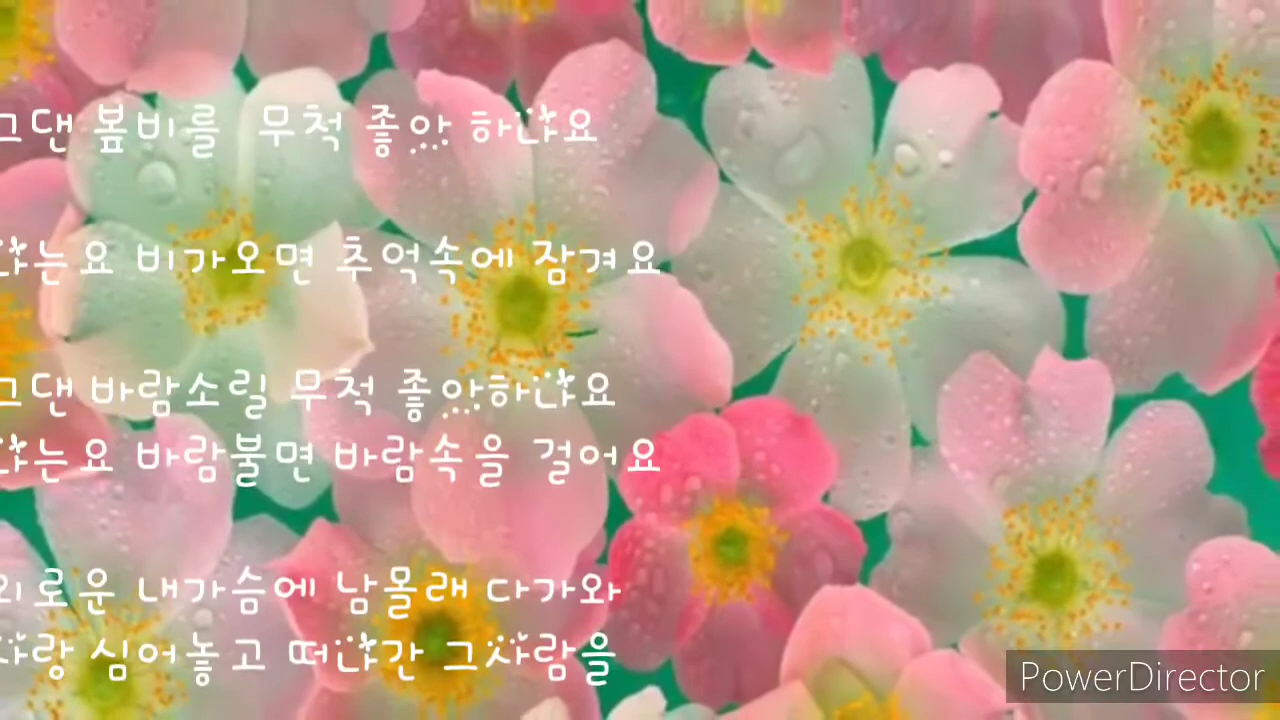 그댄 봄비를 무척 좋아 하나요
나는요 비가오면 추억속에 잠겨요
그댄 바람소릴 무척 좋아하나요
나는요 바람불면 바람속을 걸어요
외로운 내가슴에 남몰래 다가와
사랑 심어놓고 떠나간 그사람을
PowerDirector